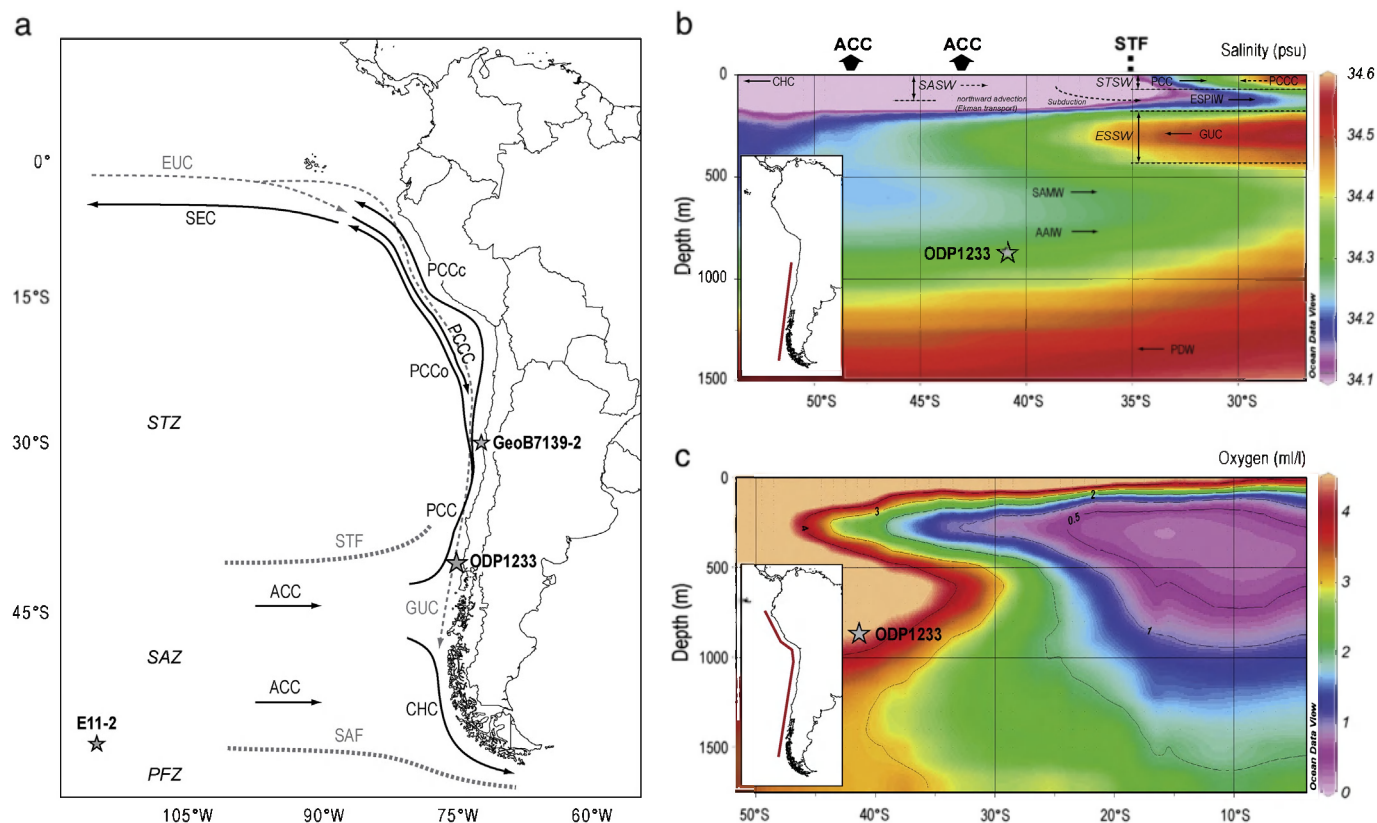 a
0°
15°S
30°S
45°S
EUC
SEC
PCCc
PCCC
PCCo
STZ
GeoB7139-2
PCC
STF
ODP1233
ACC
GUC
SAZ
ACC
CHC
E11-2
SAF
PFZ
105°W 90°W 75°W 60°W
b
ACC ACC STF Salinity (psu)
CHC SASW STSW PCC PCCC
northward advection
(Ekman transport)
Subduction
ESPIW
ESSW GUC
SAMW
AAIW
ODP1233
PDW
0
500
1000
1500
Depth (m)
50°S 45°S 40°S 35°S 30°S
Ocean Data View
34.6
34.5
34.4
34.3
34.2
34.1
c
Oxygen (ml/l)
2
3
0.5
4
1
ODP1233
0
500
1000
1500
Depth (m)
50°S 40°S 30°S 20°S 10°S
Ocean Data View
4
3
2
1
0